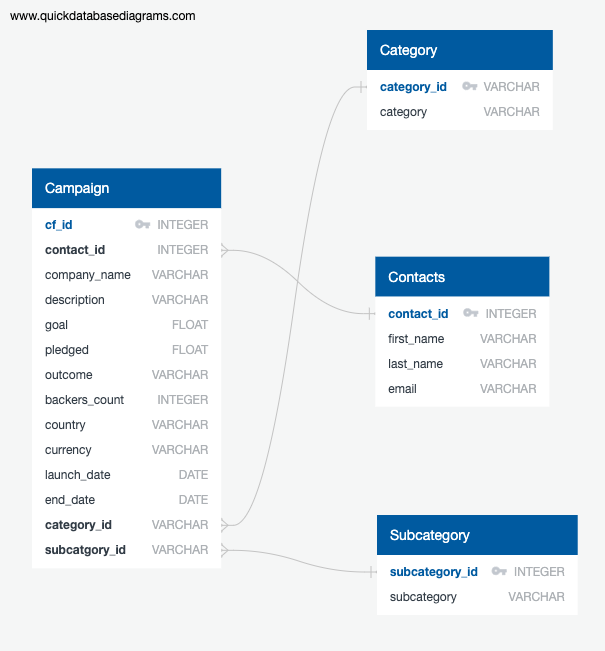 www.quickdatabasediagrams.com
Category
category_id VARCHAR
category VARCHAR
Campaign
cf_id INTEGER
contact_id INTEGER
company_name VARCHAR
description VARCHAR
goal FLOAT
pledged FLOAT
outcome VARCHAR
backers_count INTEGER
country VARCHAR
currency VARCHAR
launch_date DATE
end_date DATE
category_id VARCHAR
subcatgory_id VARCHAR
Contacts
contact_id INTEGER
first_name VARCHAR
last_name VARCHAR
email VARCHAR
Subcategory
subcategory_id INTEGER
subcategory VARCHAR